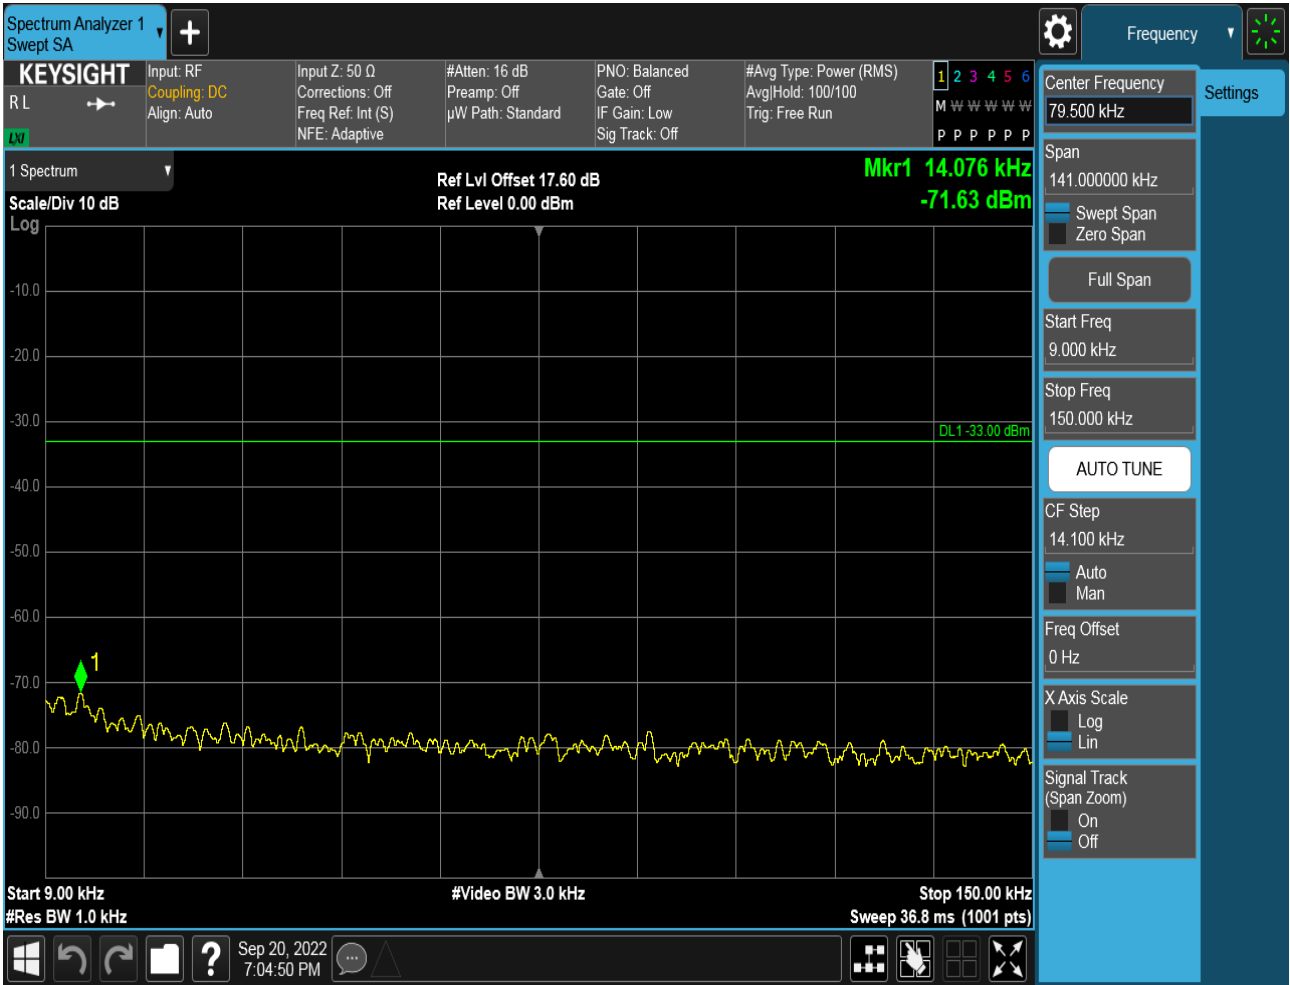 Spectrum Analyzer 1
Swept SA
Frequency
KEYSIGHT
R L
LXI
Input: RF
Coupling: DC
Align: Auto
Input Z: 50 Ω
Corrections: Off
Freq Ref: Int (S)
NFE: Adaptive
#Atten: 16 dB
Preamp: Off
µW Path: Standard
PNO: Balanced
Gate: Off
IF Gain: Low
Sig Track: Off
#Avg Type: Power (RMS)
Avg|Hold: 100/100
Trig: Free Run
1 2 3 4 5 6
M W W W W W
P P P P P P
1 Spectrum
Scale/Div 10 dB
Log
Ref Lvl Offset 17.60 dB
Ref Level 0.00 dBm
Mkr1 14.076 kHz
-71.63 dBm
-10.0
-20.0
-30.0
DL1 -33.00 dBm
-40.0
-50.0
-60.0
1
-70.0
-80.0
-90.0
Start 9.00 kHz
#Res BW 1.0 kHz
#Video BW 3.0 kHz
Stop 150.00 kHz
Sweep 36.8 ms (1001 pts)
Center Frequency
79.500 kHz
Settings
Span
141.000000 kHz
Swept Span
Zero Span
Full Span
Start Freq
9.000 kHz
Stop Freq
150.000 kHz
AUTO TUNE
CF Step
14.100 kHz
Auto
Man
Freq Offset
0 Hz
X Axis Scale
Log
Lin
Signal Track
(Span Zoom)
On
Off
?
Sep 20, 2022
7:04:50 PM